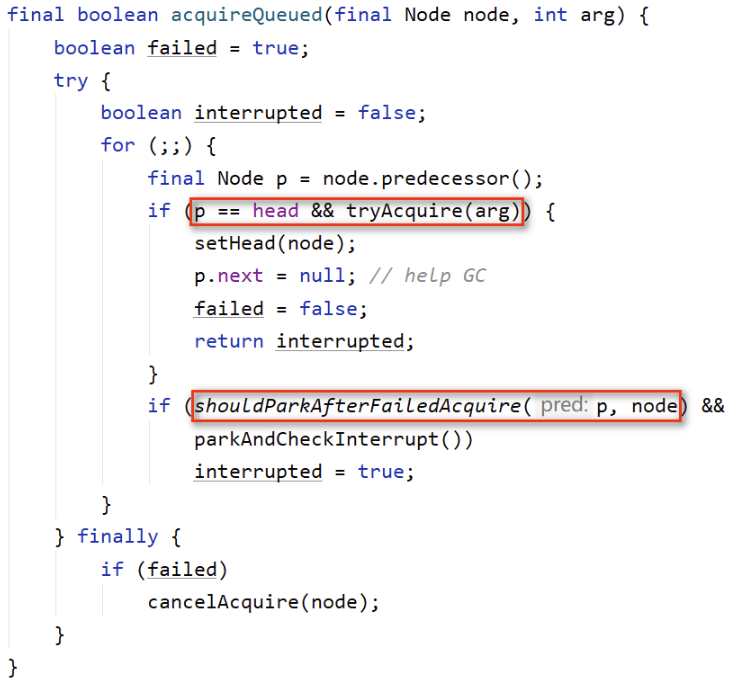 final boolean acquireQueued(final Node node, int arg) {
    boolean failed = true;
    try {
        boolean interrupted = false;
        for (;;) {
            final Node p = node.predecessor();
            if (p == head && tryAcquire(arg)) {
                setHead(node);
                p.next = null; // help GC
                failed = false;
                return interrupted;
            }
            if (shouldParkAfterFailedAcquire( pred: p, node) &&
                parkAndCheckInterrupt())
                interrupted = true;
        }
    } finally {
        if (failed)
            cancelAcquire(node);
    }
}